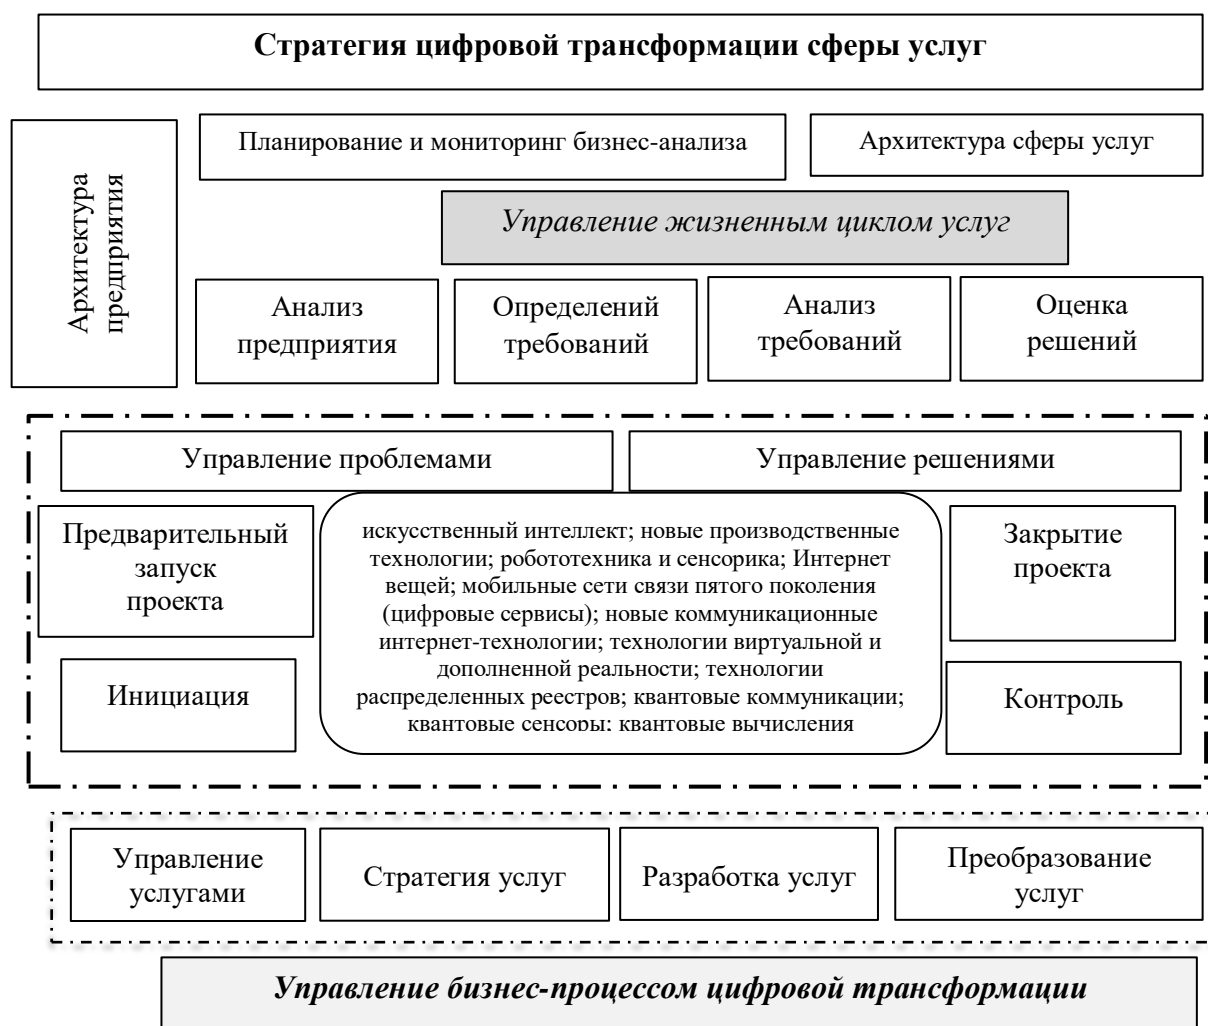 Стратегия цифровой трансформации сферы услуг
Архитектура
предприятия
Планирование и мониторинг бизнес-анализа
Архитектура сферы услуг
Управление жизненным циклом услуг
Анализ
предприятия
Определений
требований
Анализ
требований
Оценка
решений
Управление проблемами
Управление решениями
Предварительный
запуск
проекта
искусственный интеллект; новые производственные
технологии; робототехника и сенсорика; Интернет
вещей; мобильные сети связи пятого поколения
(цифровые сервисы); новые коммуникационные
интернет-технологии; технологии виртуальной и
дополненной реальности; технологии
распределенных реестров; квантовые коммуникации;
квантовые сенсоры; квантовые вычисления
Закрытие
проекта
Инициация
Контроль
Управление
услугами
Стратегия услуг
Разработка услуг
Преобразование
услуг
Управление бизнес-процессом цифровой трансформации